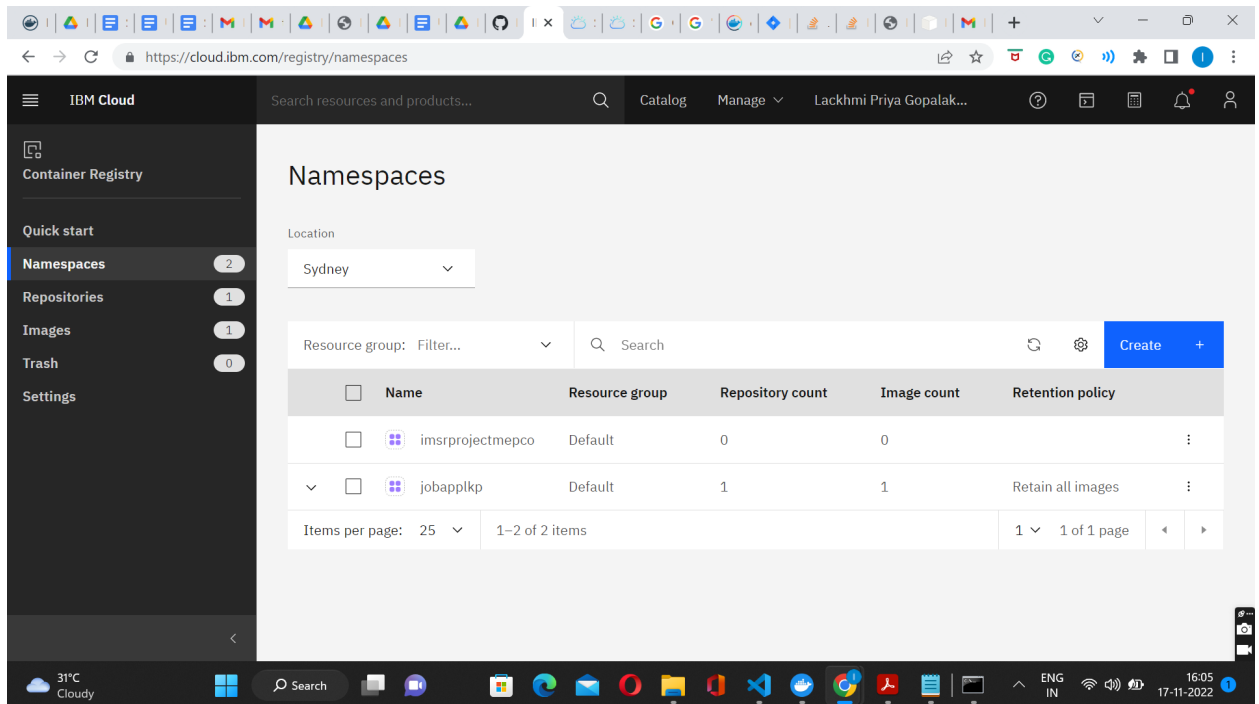 https://cloud.ibm.com/registry/namespaces
IBM Cloud
Search resources and products...
Catalog
Manage
Lackhmi Priya Gopalak...
Container Registry
Quick start
Namespaces 2
Repositories 1
Images 1
Trash 0
Settings
Namespaces
Location
Sydney
Resource group: Filter...
Search
Create +
Name Resource group Repository count Image count Retention policy
imsrprojectmepco Default 0 0
jobapplkp Default 1 1 Retain all images
Items per page: 25 1–2 of 2 items 1 1 of 1 page
31°C
Cloudy
Search
ENG
IN
16:05
17-11-2022
1